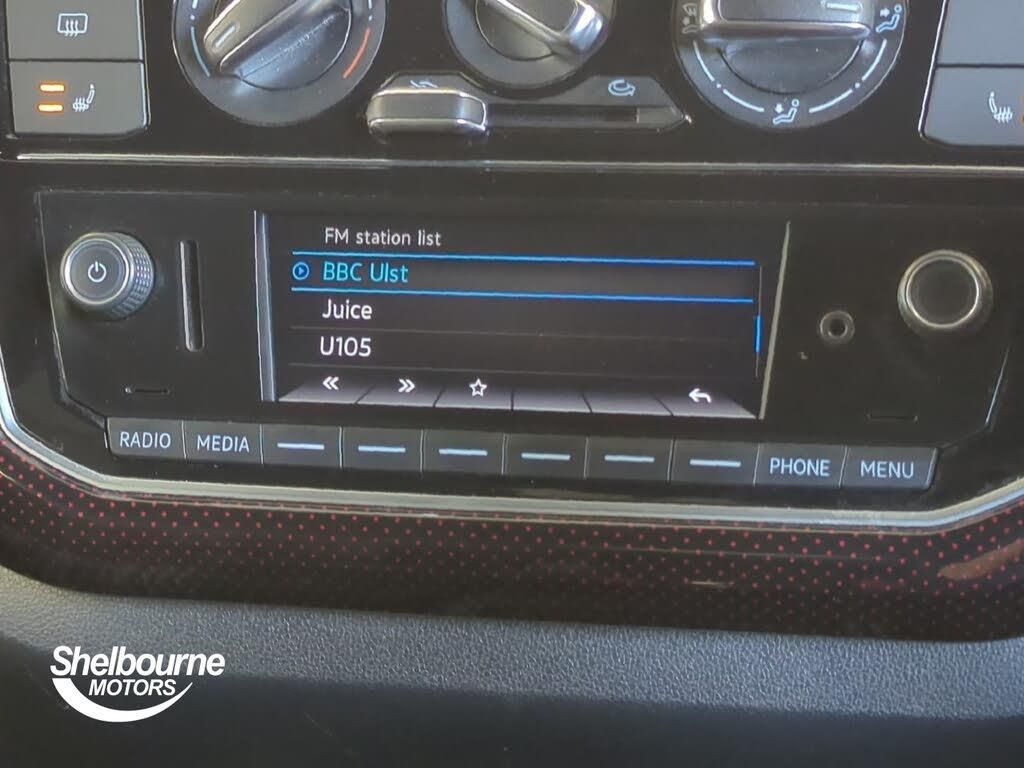 FM station list
BBC Ulst
Juice
U105
RADIO MEDIA PHONE MENU
Shelbourne
MOTORS